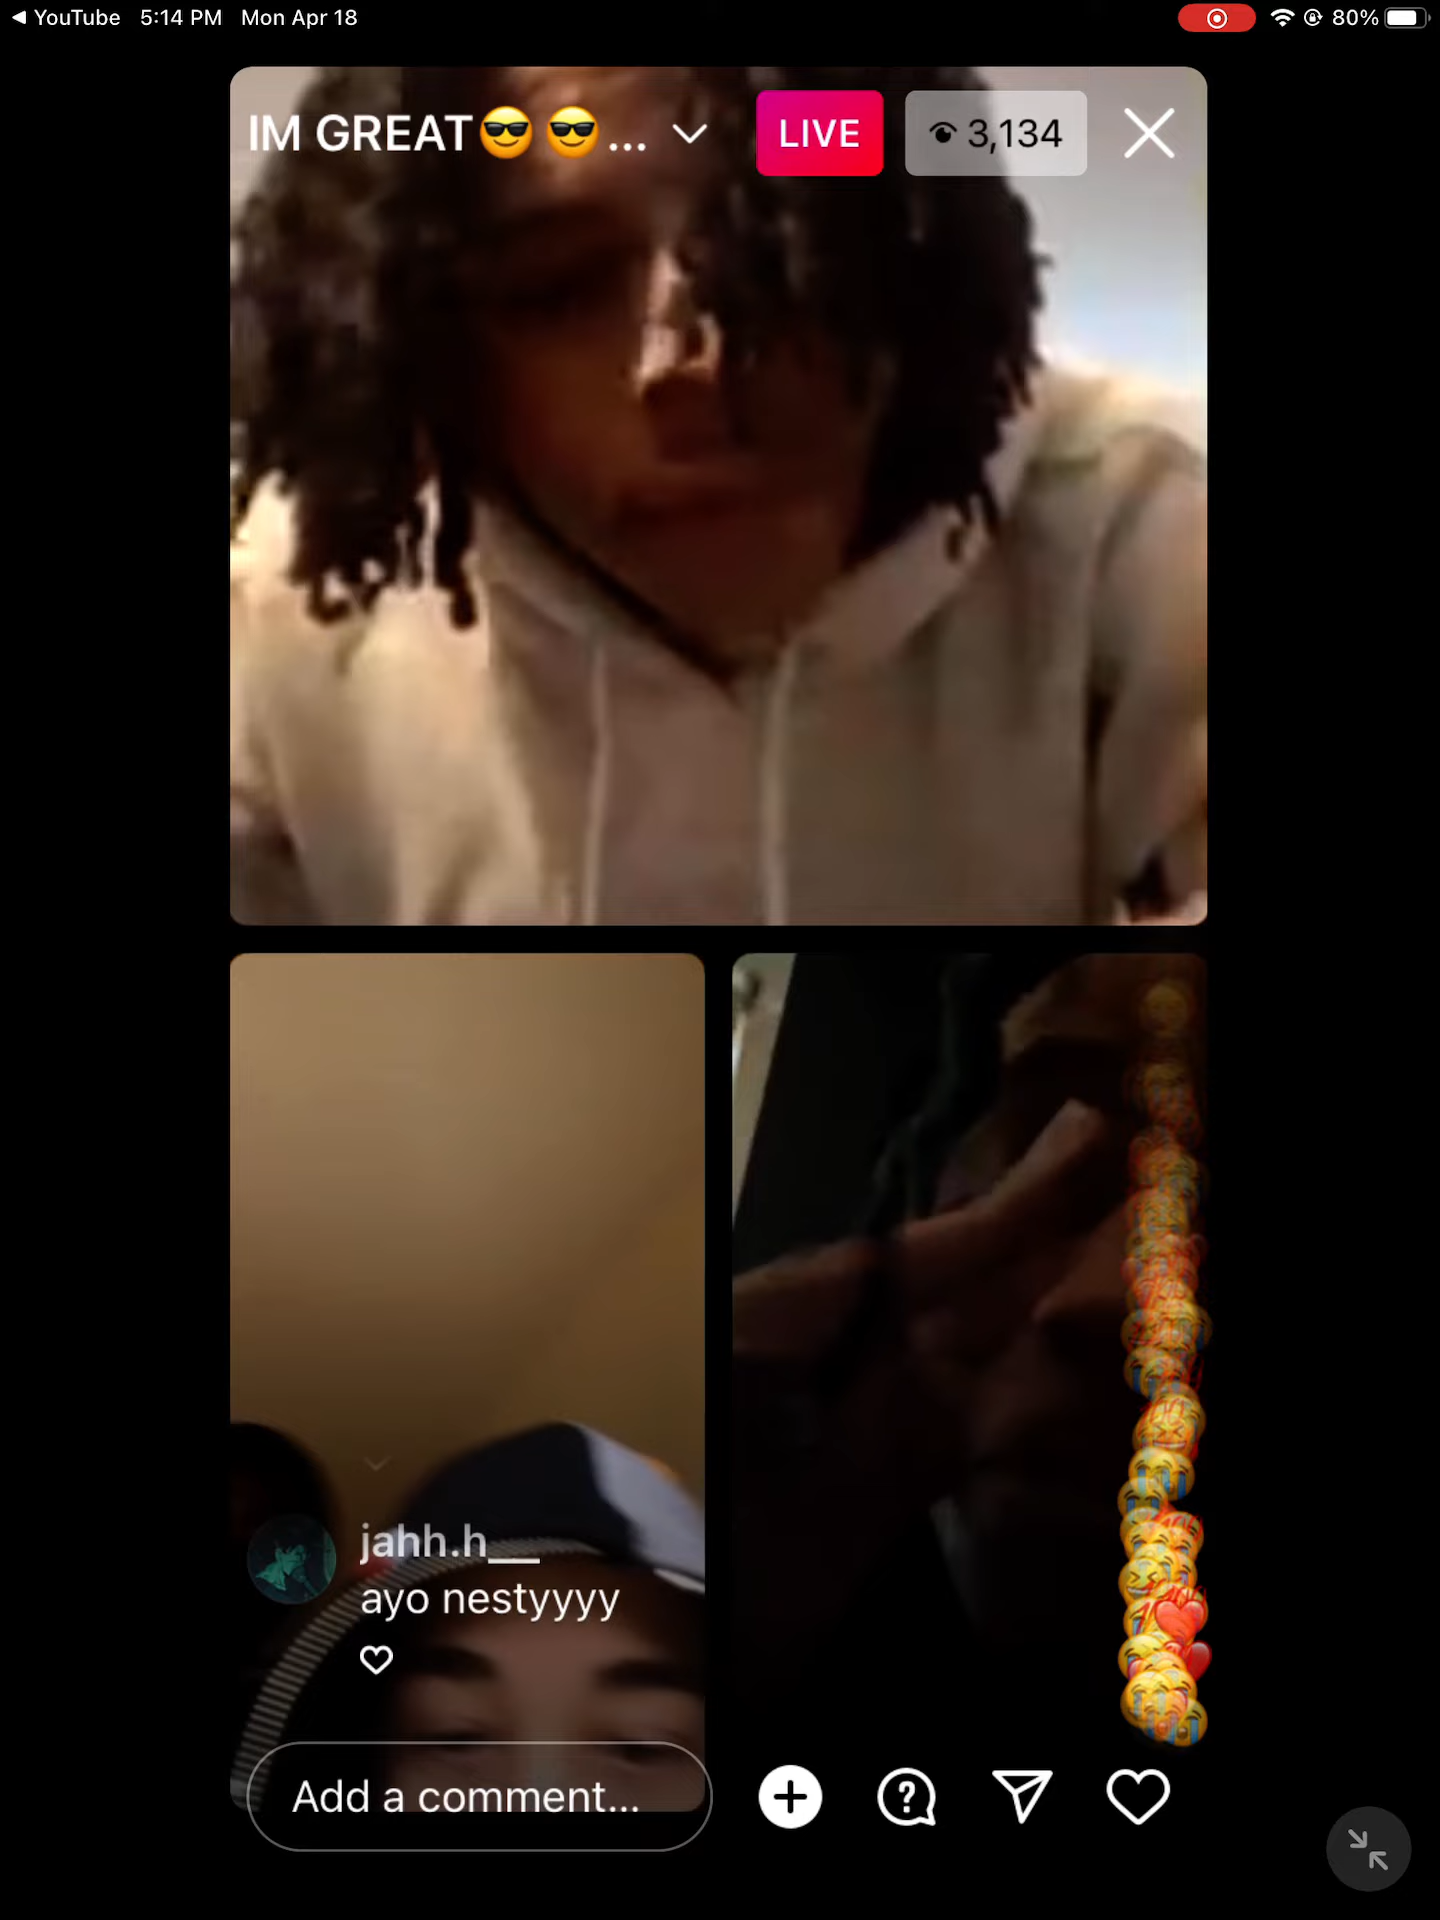 ◀ YouTube 5:14 PM Mon Apr 18 80%
IM GREAT😎😎... LIVE 3,134
jahh.h__
ayo nestyyyy
Add a comment...